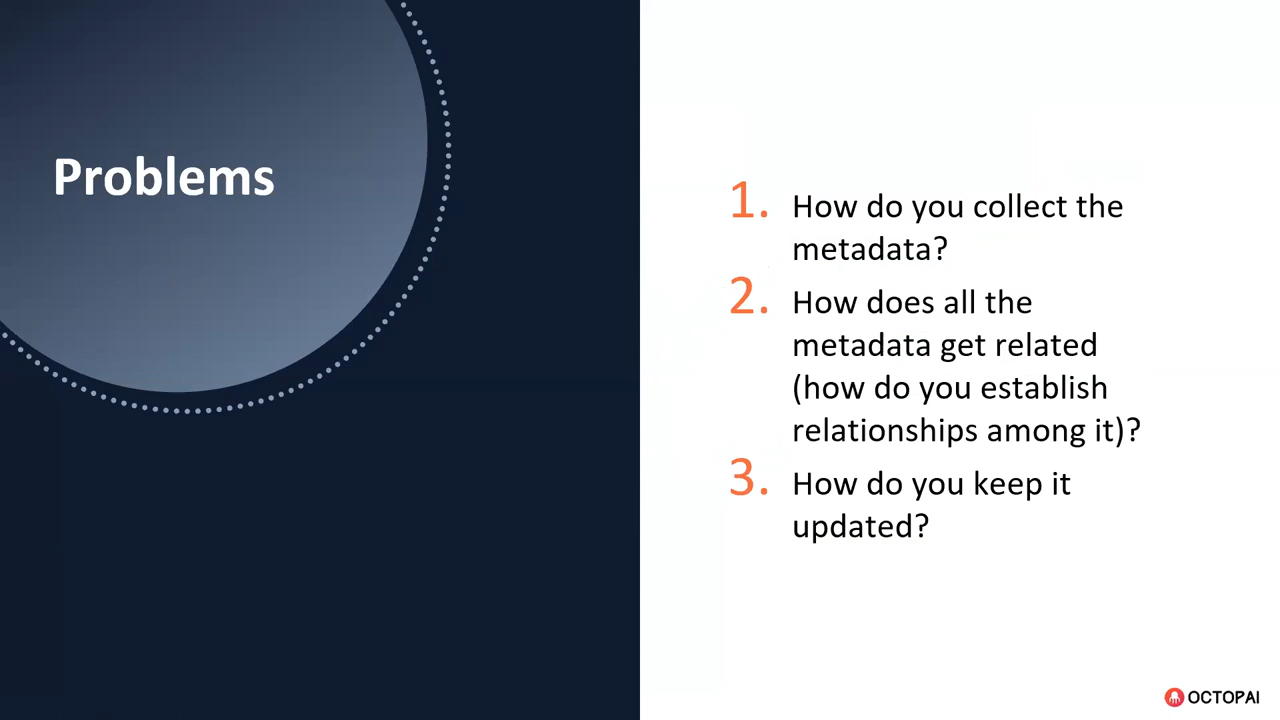 Problems
1. How do you collect the
metadata?
2. How does all the
metadata get related
(how do you establish
relationships among it)?
3. How do you keep it
updated?
OCTOPAI